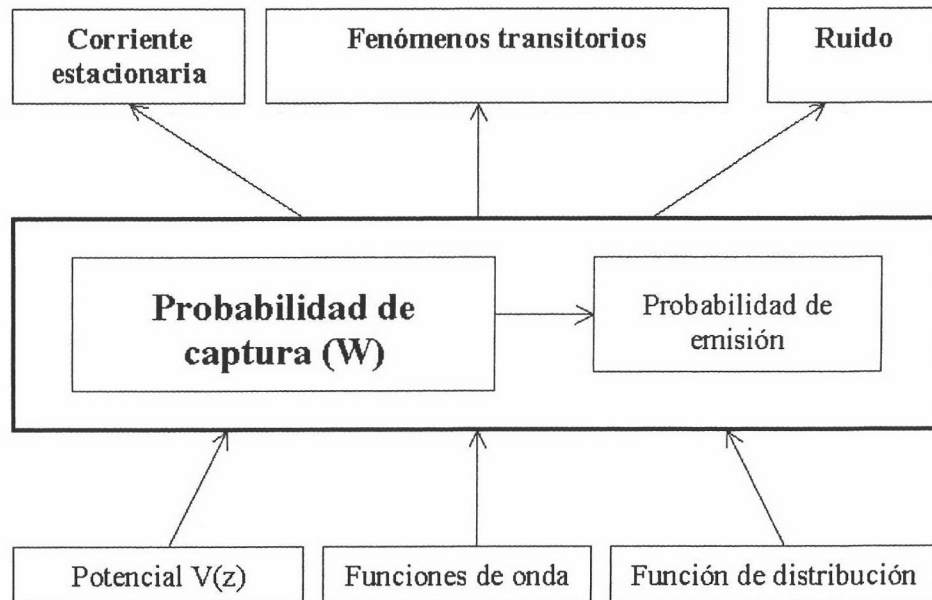 Corriente
estacionaria
Fenómenos transitorios
Ruido
Probabilidad de
captura (W)
Probabilidad de
emisión
Potencial V(z)
Funciones de onda
Función de distribución